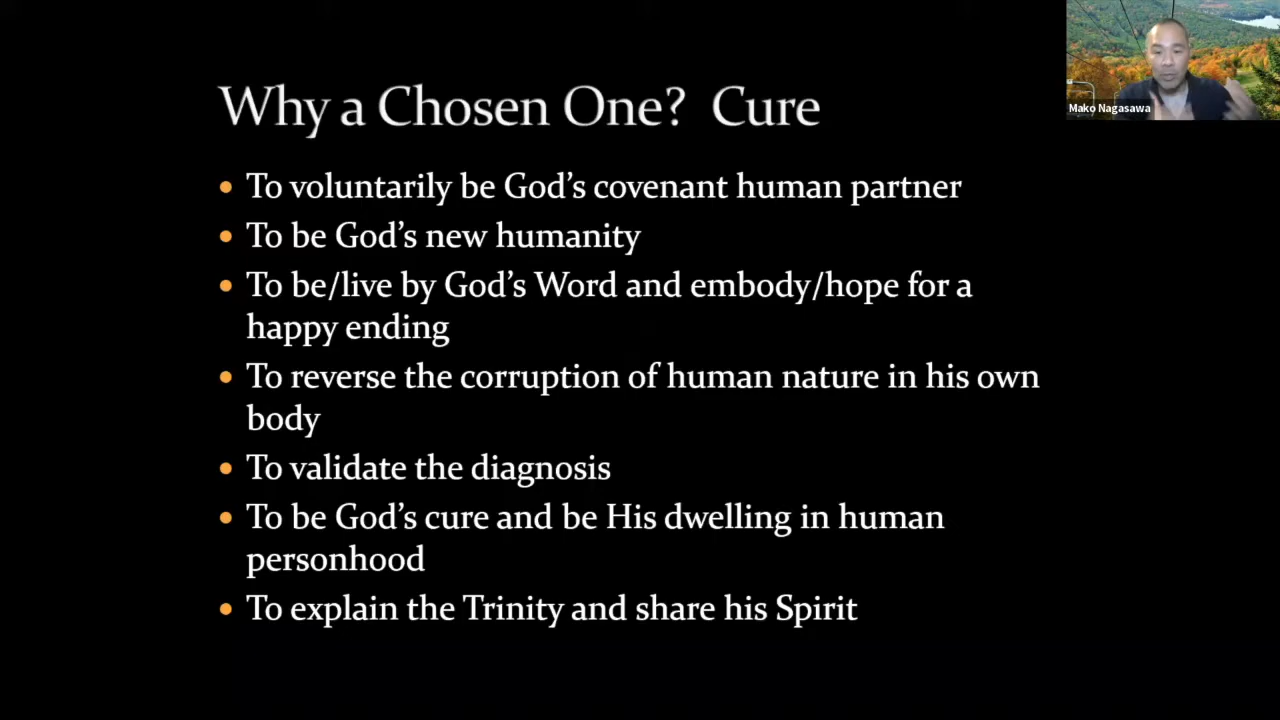 Why a Chosen One? Cure
Mako Nagasawa
• To voluntarily be God's covenant human partner
• To be God's new humanity
• To be/live by God's Word and embody/hope for a
happy ending
• To reverse the corruption of human nature in his own
body
• To validate the diagnosis
• To be God's cure and be His dwelling in human
personhood
• To explain the Trinity and share his Spirit